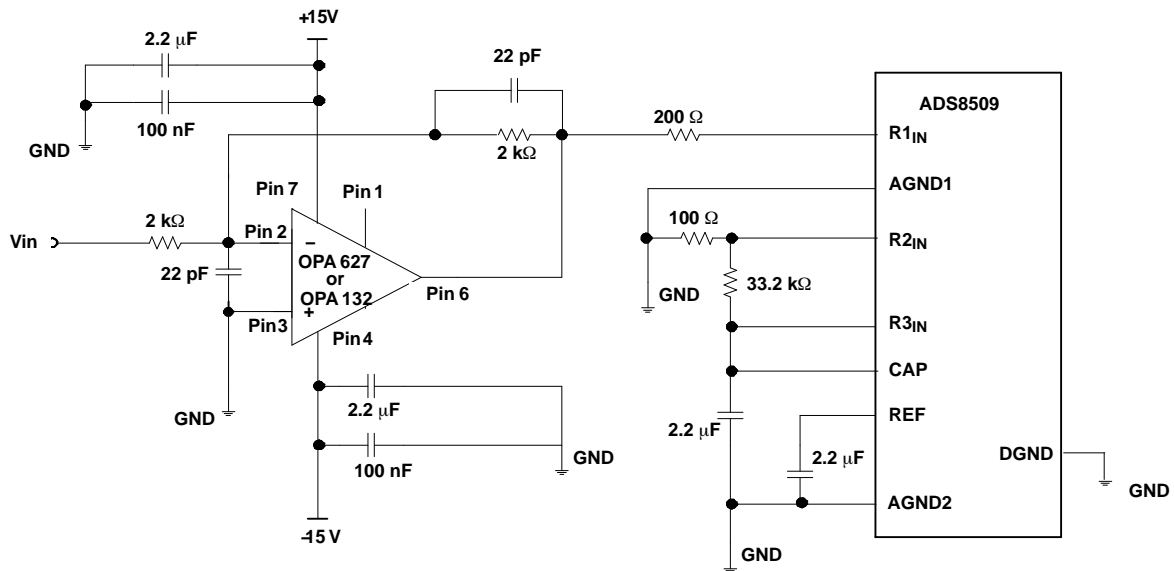 +15V
2.2 μF
22 pF
ADS8509
200 Ω
100 nF
2 kΩ
R1IN
GND
Pin 7
Pin 1
AGND1
2 kΩ
100 Ω
Vin
Pin 2
−
R2IN
OPA 627
22 pF
or
33.2 kΩ
OPA 132
Pin 6
GND
Pin3
+
R3IN
Pin4
CAP
GND
2.2 μF
REF
2.2 μF
2.2 μF
100 nF
GND
DGND
GND
AGND2
-15 V
GND